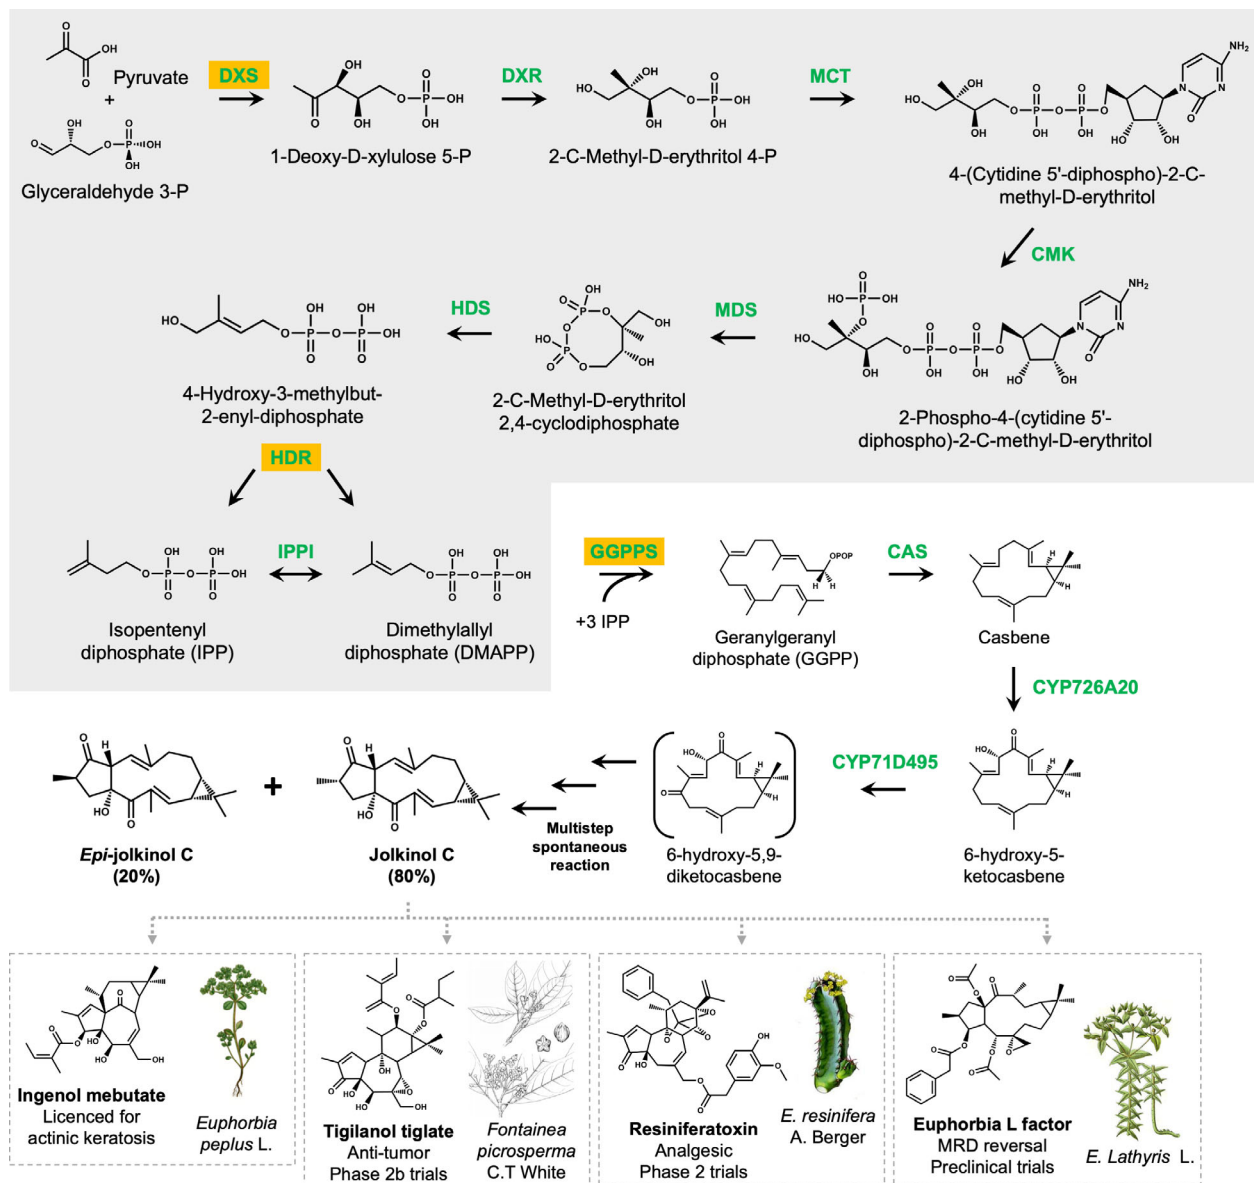 Pyruvate
+
Glyceraldehyde 3-P
DXS
1-Deoxy-D-xylulose 5-P
DXR
2-C-Methyl-D-erythritol 4-P
MCT
4-(Cytidine 5'-diphospho)-2-C-
methyl-D-erythritol
CMK
2-Phospho-4-(cytidine 5'-
diphospho)-2-C-methyl-D-erythritol
MDS
2-C-Methyl-D-erythritol
2,4-cyclodiphosphate
HDS
4-Hydroxy-3-methylbut-
2-enyl-diphosphate
HDR
Isopentenyl
diphosphate (IPP)
IPPI
Dimethylallyl
diphosphate (DMAPP)
GGPPS
+3 IPP
OPOP
Geranylgeranyl
diphosphate (GGPP)
CAS
Casbene
CYP726A20
6-hydroxy-5-
ketocasbene
CYP71D495
6-hydroxy-5,9-
diketocasbene
Multistep
spontaneous
reaction
Jolkinol C
(80%)
+
Epi-jolkinol C
(20%)
Ingenol mebutate
Licenced for
actinic keratosis
Euphorbia
peplus L.
Tigilanol tiglate
Anti-tumor
Phase 2b trials
Fontainea
picrosperma
C.T White
Resiniferatoxin
Analgesic
Phase 2 trials
E. resinifera
A. Berger
Euphorbia L factor
MRD reversal
Preclinical trials
E. Lathyris L.